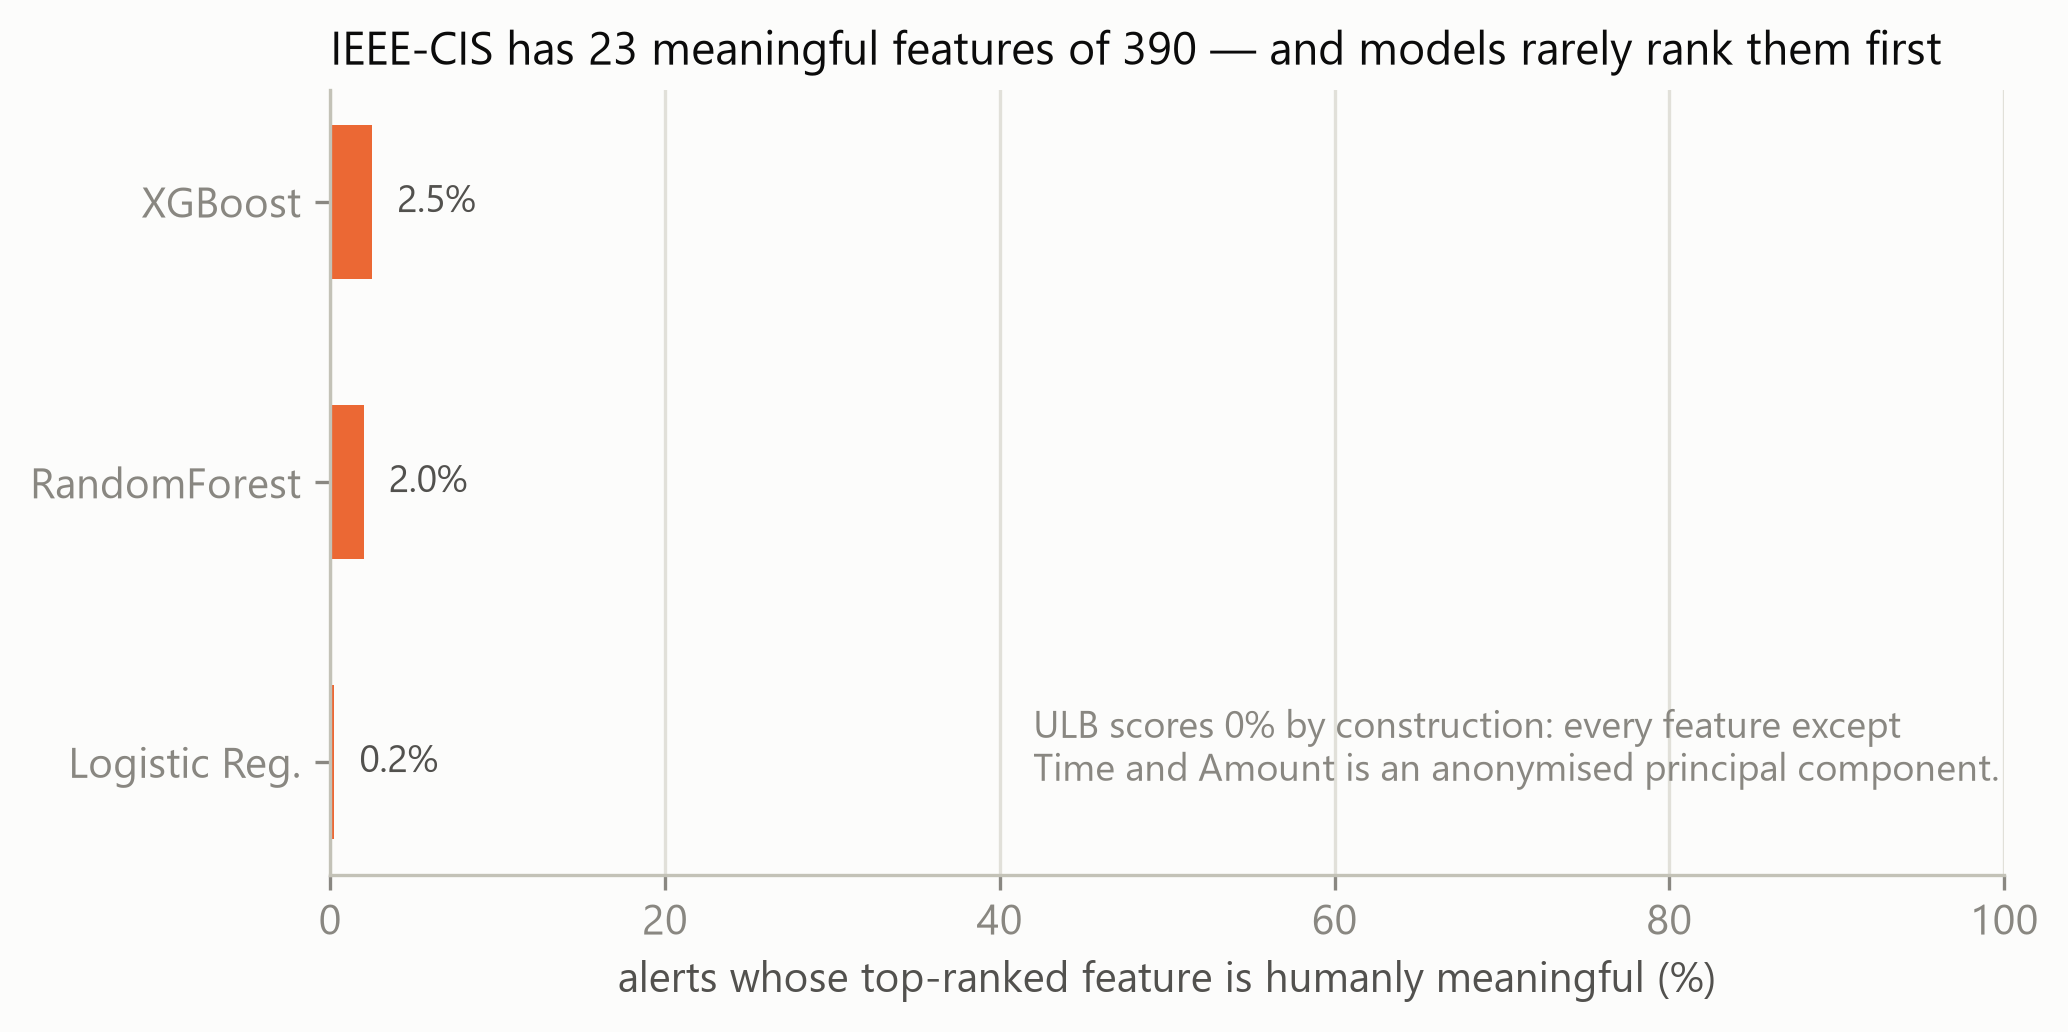 IEEE-CIS has 23 meaningful features of 390 — and models rarely rank them first
XGBoost
2.5%
RandomForest
2.0%
Logistic Reg.
0.2%
ULB scores 0% by construction: every feature except
Time and Amount is an anonymised principal component.
0 20 40 60 80 100
alerts whose top-ranked feature is humanly meaningful (%)